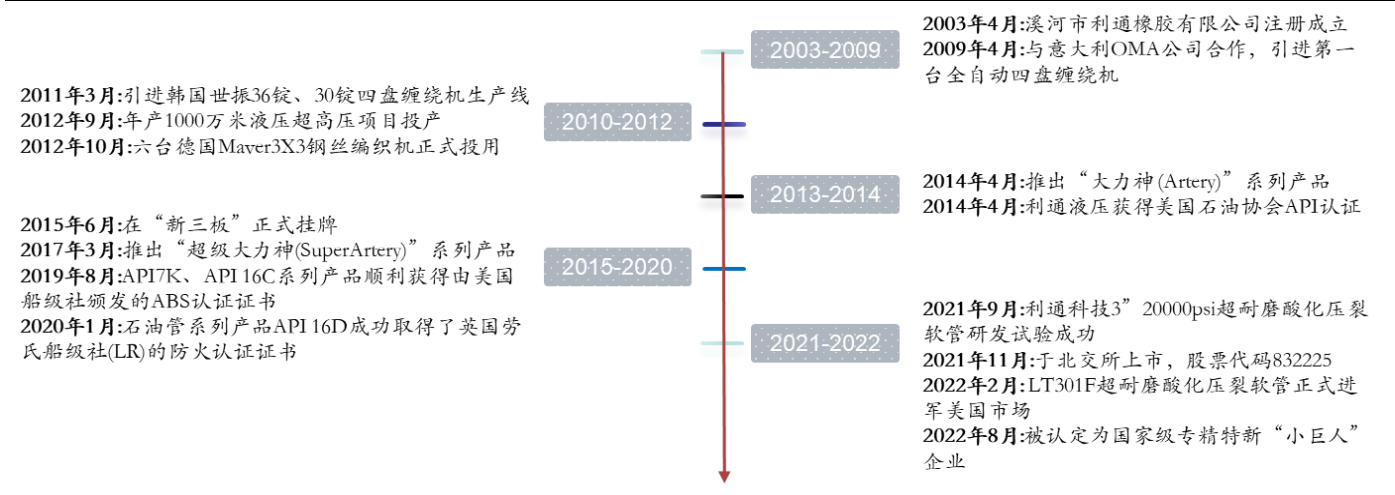 2003-2009
2003年4月:溪河市利通橡胶有限公司注册成立
2009年4月:与意大利OMA公司合作，引进第一
台全自动四盘缠绕机
2010-2012
2011年3月:引进韩国世振36锭、30锭四盘缠绕机生产线
2012年9月:年产1000万米液压超高压项目投产
2012年10月:六台德国Maver3X3钢丝编织机正式投用
2013-2014
2014年4月:推出“大力神(Artery)”系列产品
2014年4月:利通液压获得美国石油协会API认证
2015-2020
2015年6月:在“新三板”正式挂牌
2017年3月:推出“超级大力神(SuperArtery)”系列产品
2019年8月:API7K、API 16C系列产品顺利获得由美国
船级社颁发的ABS认证证书
2020年1月:石油管系列产品API 16D成功取得了英国劳
氏船级社(LR)的防火认证证书
2021-2022
2021年9月:利通科技3”20000psi超耐磨酸化压裂
软管研发试验成功
2021年11月:于北交所上市，股票代码832225
2022年2月:LT301F超耐磨酸化压裂软管正式进
军美国市场
2022年8月:被认定为国家级专精特新“小巨人”
企业